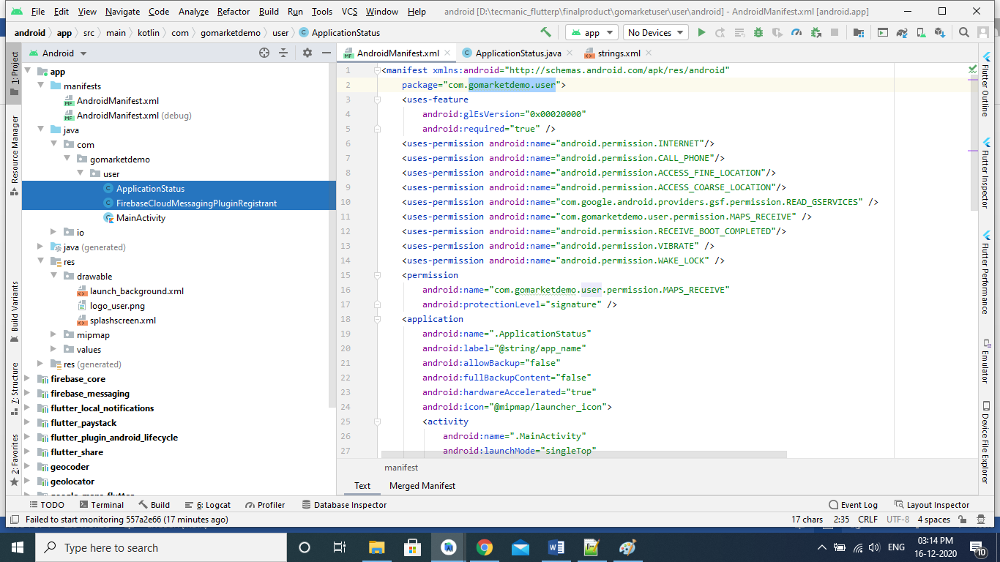 File Edit View Navigate Code Analyze Refactor Build Run Tools VCS Window Help android [D:\tecmanic_flutterp\finalproduct\gomarketuser\user\android] - AndroidManifest.xml [android.app]
android app src main kotlin com gomarketdemo user ApplicationStatus app No Devices
Android
AndroidManifest.xml ApplicationStatus.java strings.xml
1: Project
Resource Manager
Build Variants
7: Structure
2: Favorites
app
manifests
AndroidManifest.xml
AndroidManifest.xml (debug)
java
com
gomarketdemo
user
ApplicationStatus
FirebaseCloudMessagingPluginRegistrant
MainActivity
io
java (generated)
res
drawable
launch_background.xml
logo_user.png
splashscreen.xml
mipmap
values
res (generated)
firebase_core
firebase_messaging
flutter_local_notifications
flutter_paystack
flutter_plugin_android_lifecycle
flutter_share
geocoder
geolocator
1 <manifest xmlns:android="http://schemas.android.com/apk/res/android"
2 package="com.gomarketdemo.user">
3 <uses-feature
4 android:glEsVersion="0x00020000"
5 android:required="true" />
6 <uses-permission android:name="android.permission.INTERNET"/>
7 <uses-permission android:name="android.permission.CALL_PHONE"/>
8 <uses-permission android:name="android.permission.ACCESS_FINE_LOCATION"/>
9 <uses-permission android:name="android.permission.ACCESS_COARSE_LOCATION"/>
10 <uses-permission android:name="com.google.android.providers.gsf.permission.READ_GSERVICES" />
11 <uses-permission android:name="com.gomarketdemo.user.permission.MAPS_RECEIVE" />
12 <uses-permission android:name="android.permission.RECEIVE_BOOT_COMPLETED"/>
13 <uses-permission android:name="android.permission.VIBRATE" />
14 <uses-permission android:name="android.permission.WAKE_LOCK" />
15 <permission
16 android:name="com.gomarketdemo.user.permission.MAPS_RECEIVE"
17 android:protectionLevel="signature" />
18 <application
19 android:name=".ApplicationStatus"
20 android:label="@string/app_name"
21 android:allowBackup="false"
22 android:fullBackupContent="false"
23 android:hardwareAccelerated="true"
24 android:icon="@mipmap/launcher_icon">
25 <activity
26 android:name=".MainActivity"
27 android:launchMode="singleTop"
manifest
Text Merged Manifest
Flutter Outline
Flutter Inspector
Flutter Performance
Emulator
Device File Explorer
TODO Terminal Build 6: Logcat Profiler Database Inspector Event Log Layout Inspector
Failed to start monitoring 557a2e66 (17 minutes ago) 17 chars 2:35 CRLF UTF-8 4 spaces
Type here to search ENG 03:14 PM
16-12-2020 10